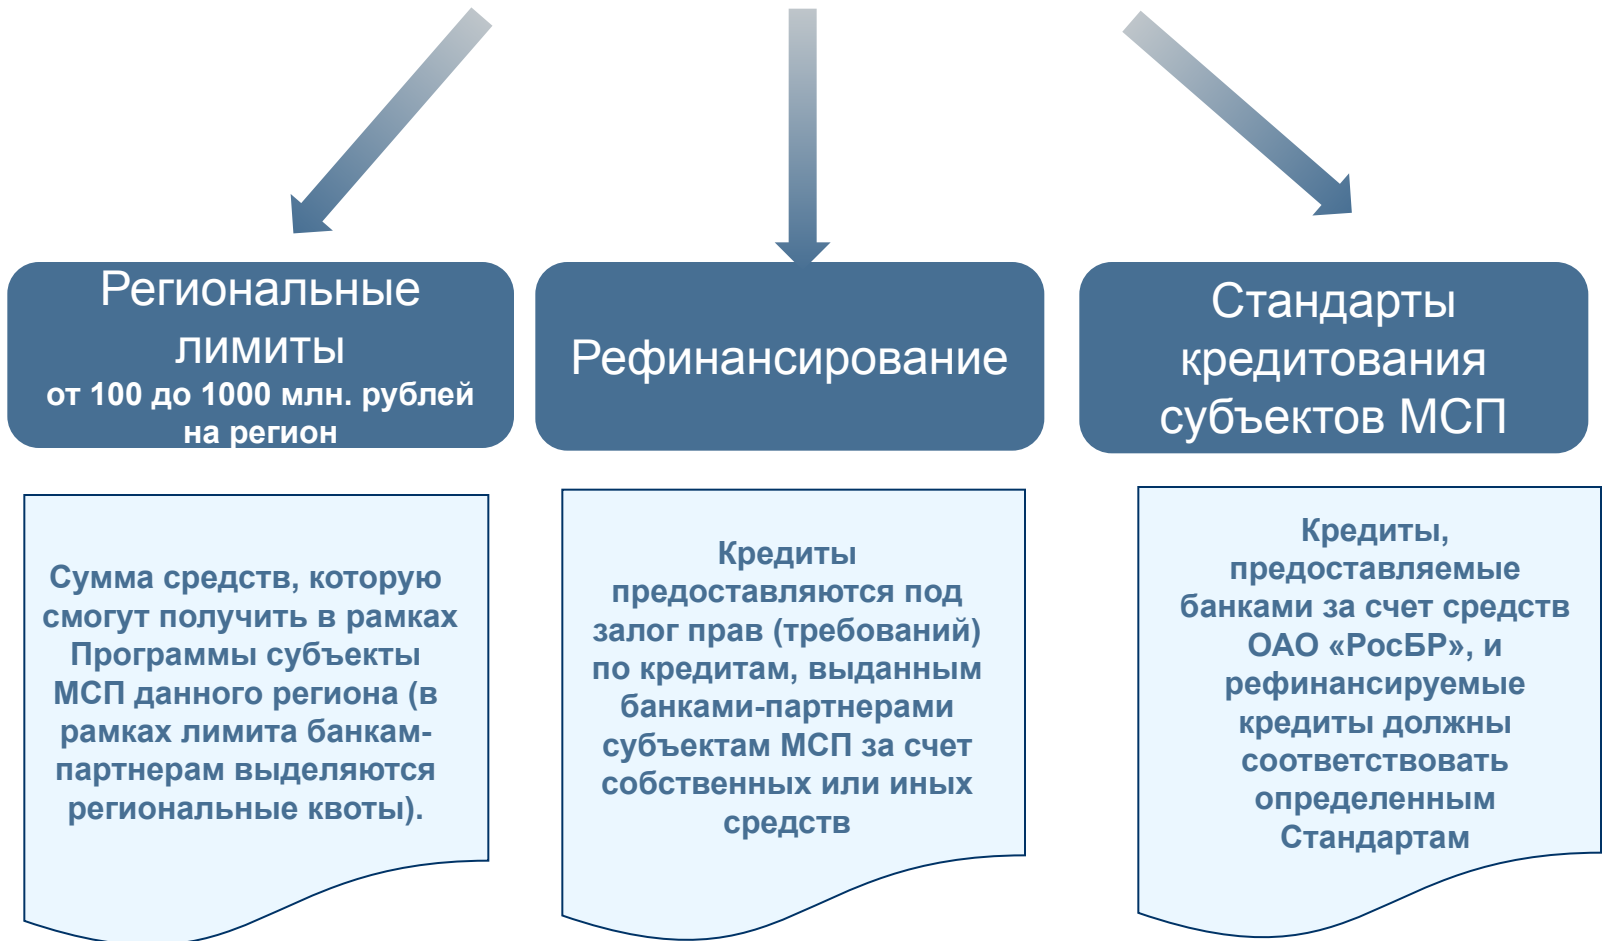 Региональные
лимиты
от 100 до 1000 млн. рублей
на регион
Рефинансирование
Стандарты
кредитования
субъектов МСП
Сумма средств, которую
смогут получить в рамках
Программы субъекты
МСП данного региона (в
рамках лимита банкам-
партнерам выделяются
региональные квоты).
Кредиты
предоставляются под
залог прав (требований)
по кредитам, выданным
банками-партнерами
субъектам МСП за счет
собственных или иных
средств
Кредиты,
предоставляемые
банками за счет средств
ОАО «РосБР», и
рефинансируемые
кредиты должны
соответствовать
определенным
Стандартам